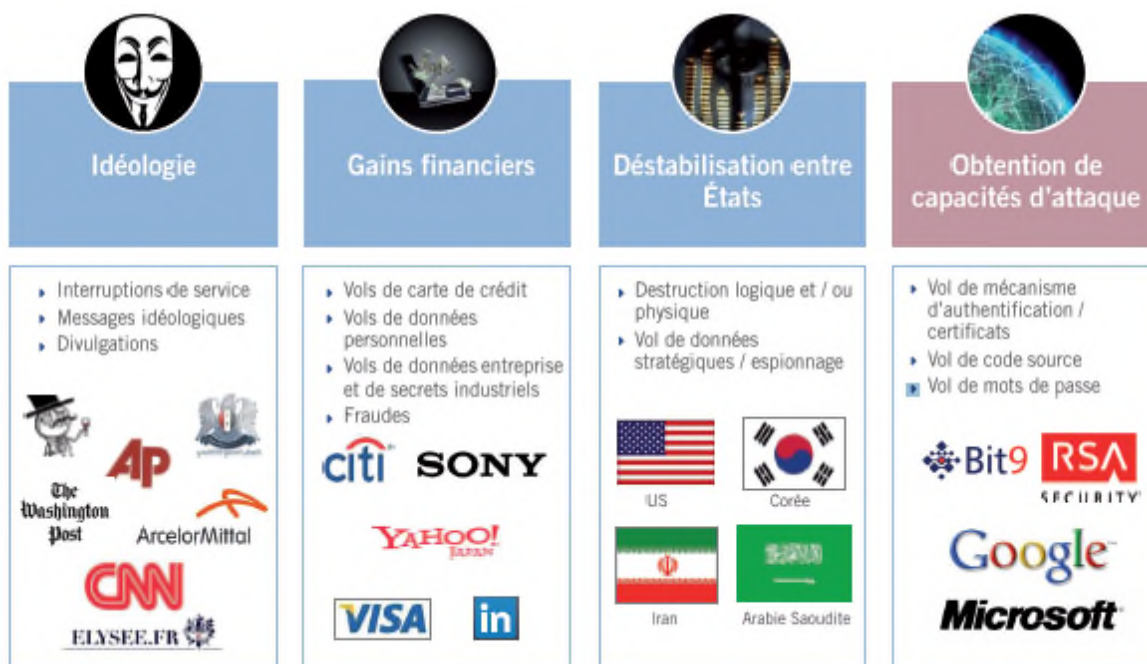 Idéologie
Gains financiers
Déstabilisation entre
États
Obtention de
capacités d'attaque
Interruptions de service
Messages idéologiques
Divulgations
AP
The
Washington
Post
ArcelorMittal
CNN
ELYSEE.FR
Vols de carte de crédit
Vols de données
personnelles
Vols de données entreprise
et de secrets industriels
Fraudes
citi
SONY
YAHOO!
JAPAN
VISA
in
Destruction logique et / ou
physique
Vol de données
stratégiques / espionnage
US
Corée
Iran
Arabie Saoudite
Vol de mécanisme
d'authentification /
certificats
Vol de code source
Vol de mots de passe
Bit9
RSA
SECURITY
Google
Microsoft